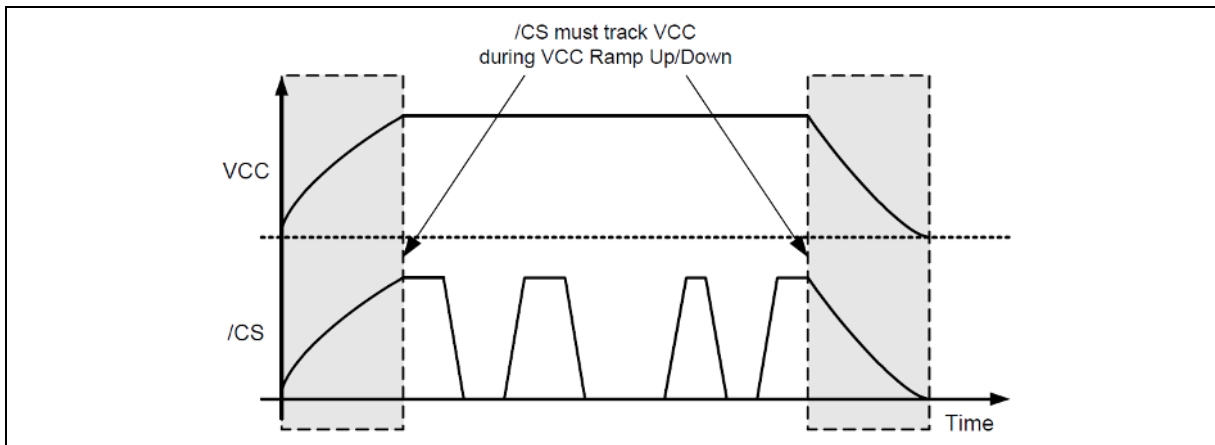 /CS must track VCC
during VCC Ramp Up/Down
VCC
/CS
Time